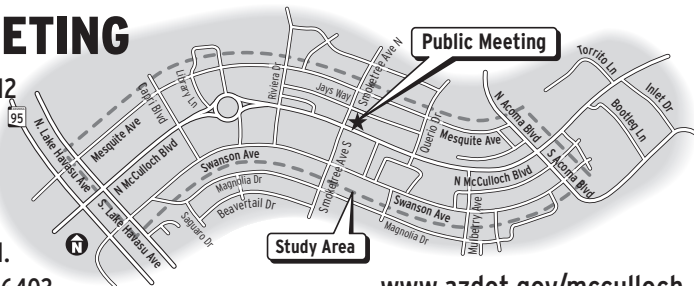 ETING
12
95
N. Lake Havasu Ave
S. Lake Havasu Ave
Mesquite Ave
Capri Blvd
Library Ln
N McCulloch Blvd
Riviera Dr
Jays Way
Smoketree Ave N
Public Meeting
Querio Dr
Mesquite Ave
N Acoma Blvd
Torrito Ln
Inlet Dr
Bootleg Ln
S Acoma Blvd
Swanson Ave
Magnolia Dr
Saguaro Dr
Beavertail Dr
Smoketree Ave S
N McCulloch Blvd
Swanson Ave
Mulberry Ave
Magnolia Dr
Study Area
N
l.
6403
www.azdot.gov/mcculloch